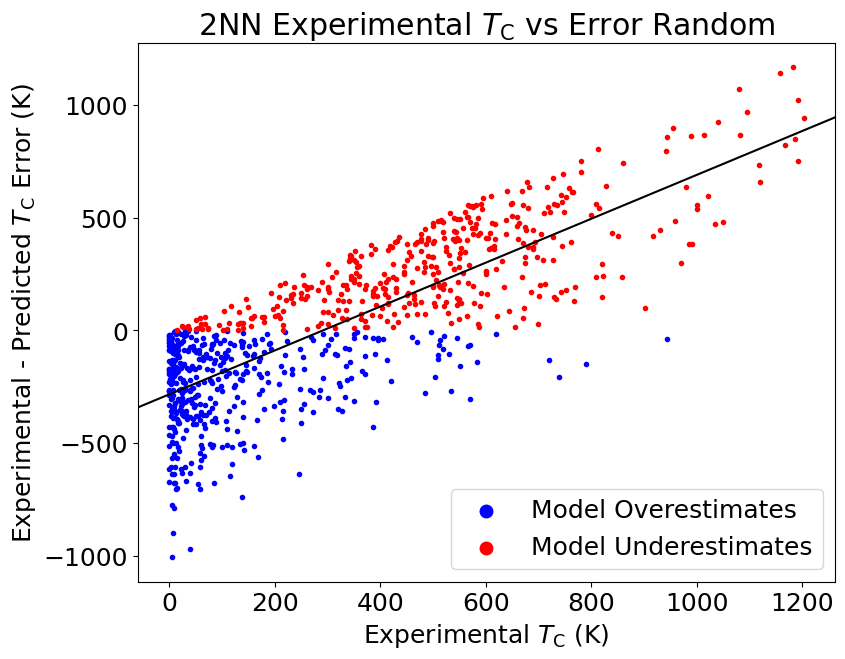 2NN Experimental T_C vs Error Random
Experimental - Predicted T_C Error (K)
1000
500
0
−500
−1000
0 200 400 600 800 1000 1200
Experimental T_C (K)
Model Overestimates
Model Underestimates